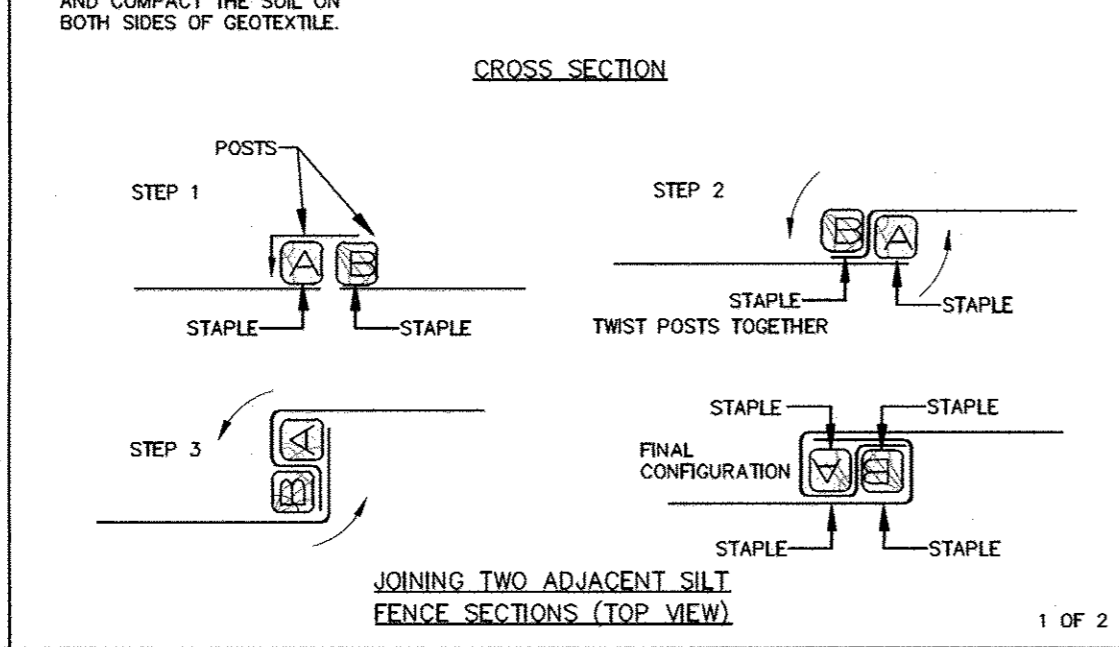 AND COMPACT THE SOIL ON
BOTH SIDES OF GEOTEXTILE.
CROSS SECTION
POSTS
STEP 1
A B
STAPLE STAPLE
STEP 2
B A
STAPLE STAPLE
TWIST POSTS TOGETHER
STEP 3
A
B
STAPLE STAPLE
FINAL
CONFIGURATION
A B
STAPLE STAPLE
JOINING TWO ADJACENT SILT
FENCE SECTIONS (TOP VIEW)
1 OF 2